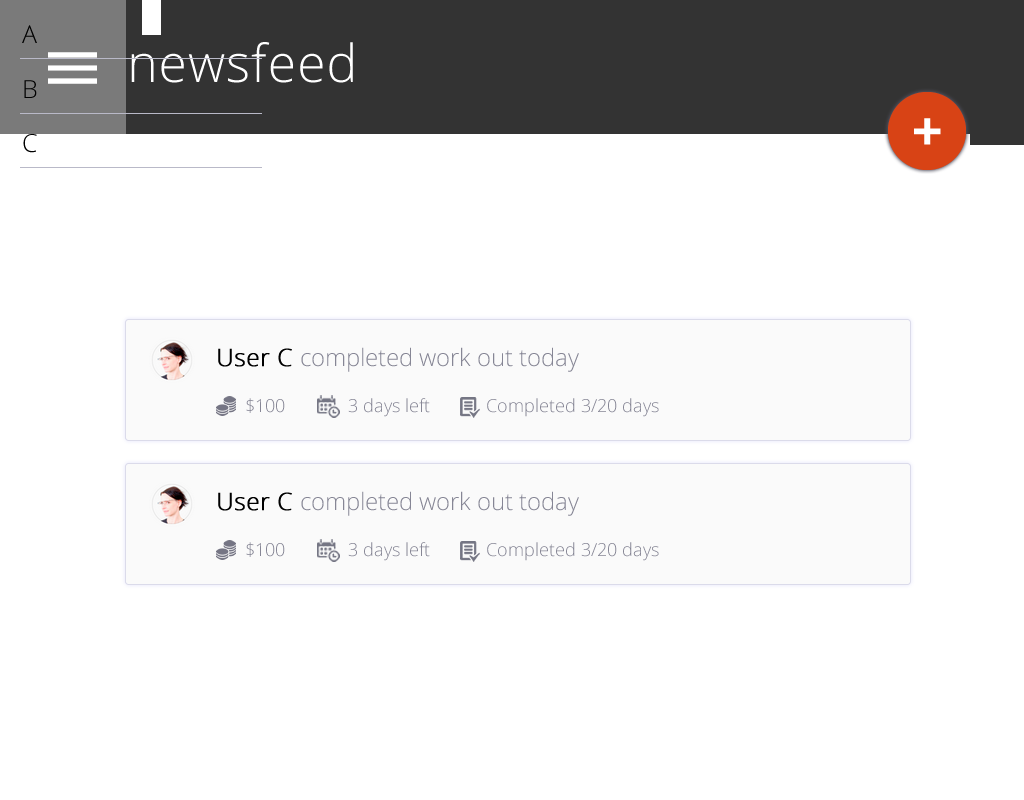 A
newsfeed
B
C
User C completed work out today
$100 3 days left Completed 3/20 days
User C completed work out today
$100 3 days left Completed 3/20 days